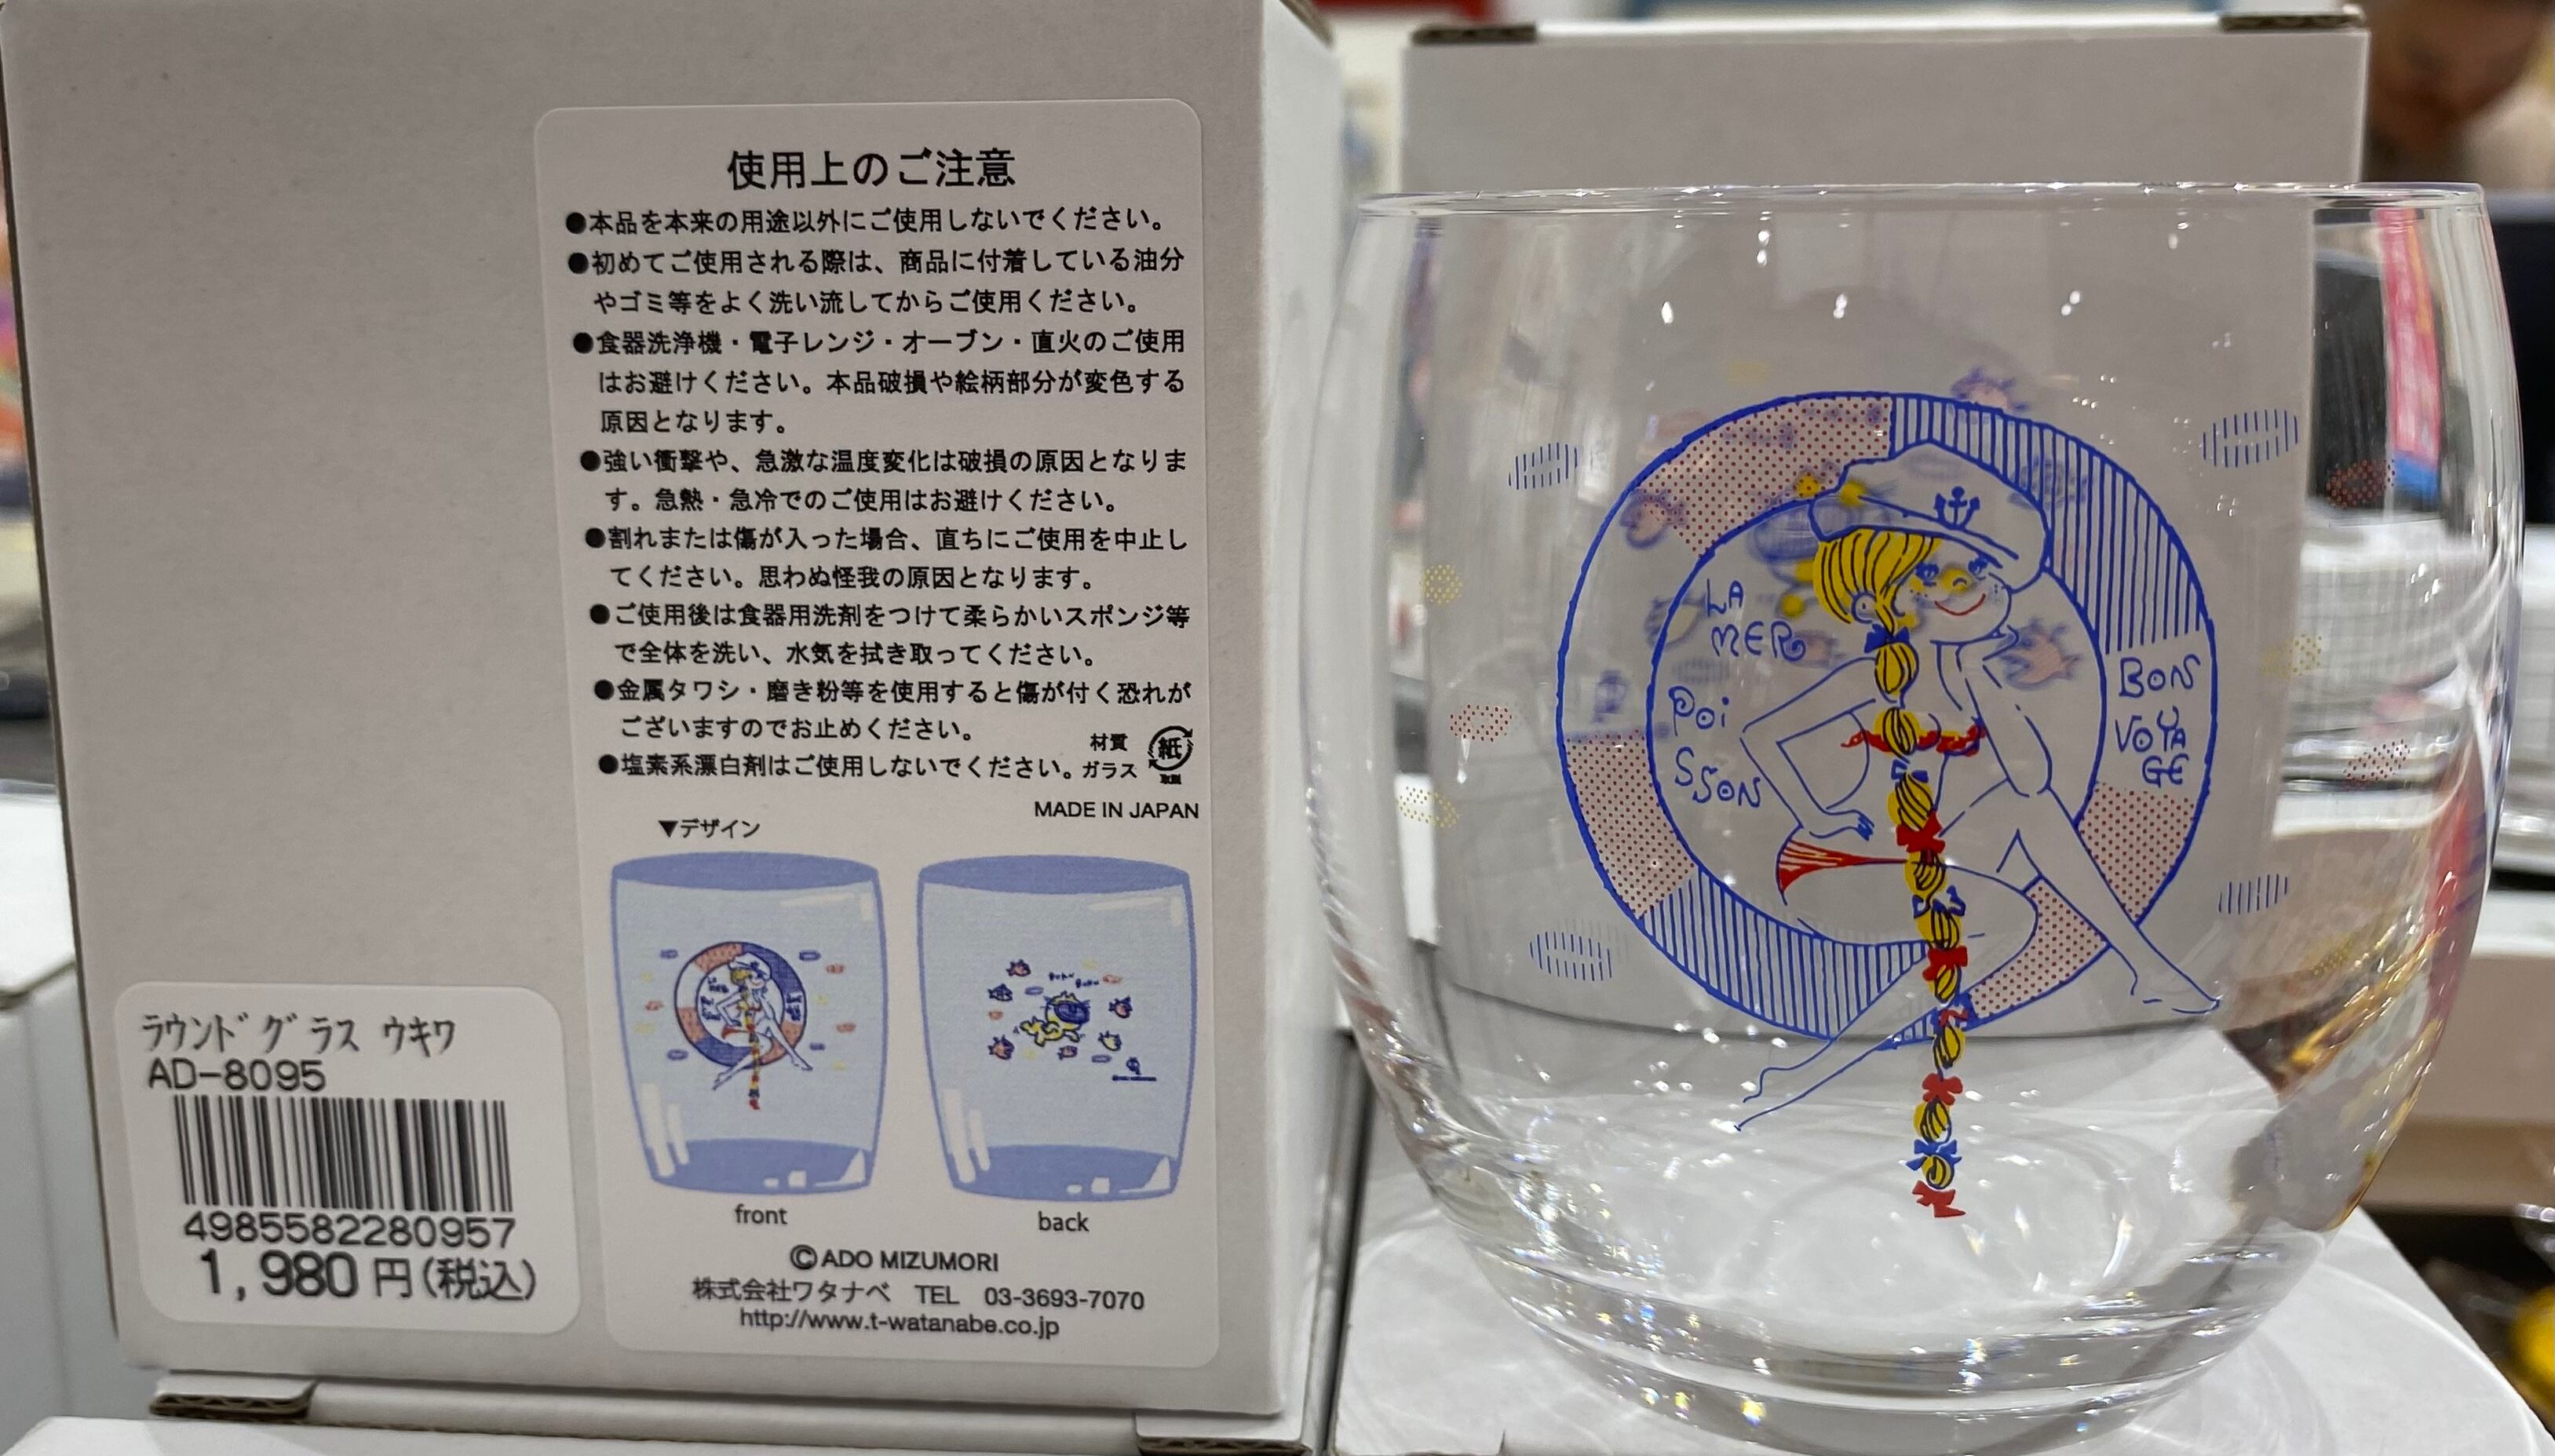 使用上のご注意
●本品を本来の用途以外にご使用しないでください。
●初めてご使用される際は、商品に付着している油分
やゴミ等をよく洗い流してからご使用ください。
●食器洗浄機・電子レンジ・オーブン・直火のご使用
はお避けください。本品破損や絵柄部分が変色する
原因となります。
●強い衝撃や、急激な温度変化は破損の原因となりま
す。急熱・急冷でのご使用はお避けください。
●割れまたは傷が入った場合、直ちにご使用を中止し
てください。思わぬ怪我の原因となります。
●ご使用後は食器用洗剤をつけて柔らかいスポンジ等
で全体を洗い、水気を拭き取ってください。
●金属タワシ・磨き粉等を使用すると傷が付く恐れが
ございますのでお止めください。
●塩素系漂白剤はご使用しないでください。
材質
ガラス
紙
MADE IN JAPAN
▼デザイン
front
back
©ADO MIZUMORI
株式会社ワタナベ TEL 03-3693-7070
http://www.t-watanabe.co.jp
ラウンドグラス ウキワ
AD-8095
4985582280957
1,980円(税込)
LA
MER
Poi
SSON
BON
VOYA
GE